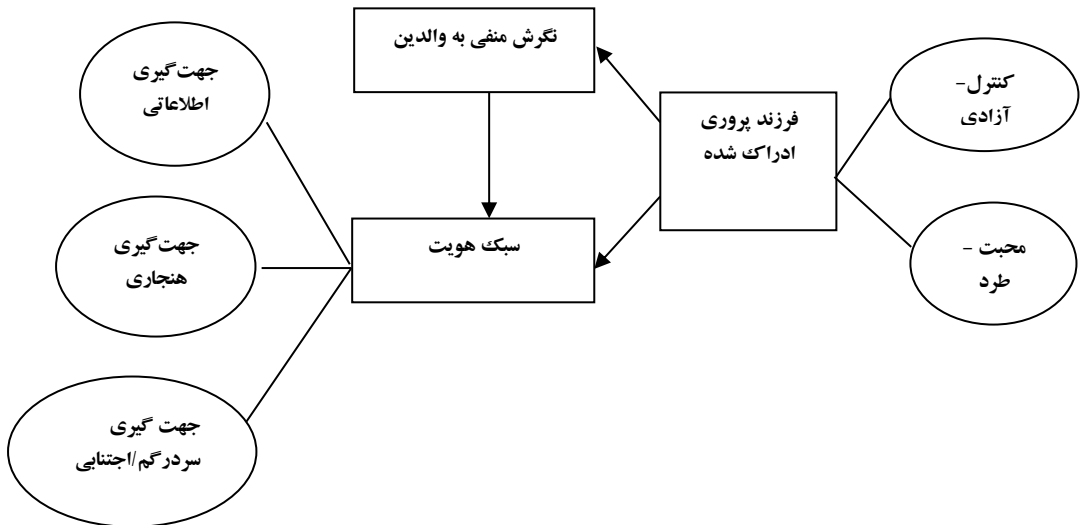 نگرش منفی به والدین
جهت‌گیری
اطلاعاتی
کنترل-
آزادی
فرزند پروری
ادراک شده
محبت –
طرد
سبک هویت
جهت‌گیری
هنجاری
جهت گیری
سردرگم/اجتنابی